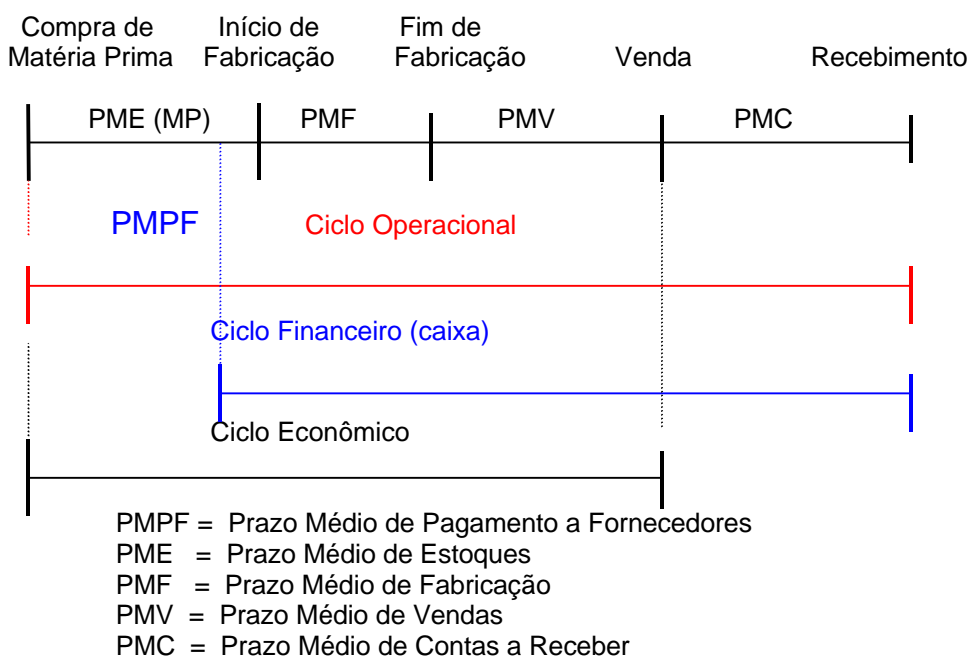 Compra de Início de Fim de
Matéria Prima Fabricação Fabricação Venda Recebimento
PME (MP) PMF PMV PMC
PMPF Ciclo Operacional
Ciclo Financeiro (caixa)
Ciclo Econômico
PMPF = Prazo Médio de Pagamento a Fornecedores
PME = Prazo Médio de Estoques
PMF = Prazo Médio de Fabricação
PMV = Prazo Médio de Vendas
PMC = Prazo Médio de Contas a Receber